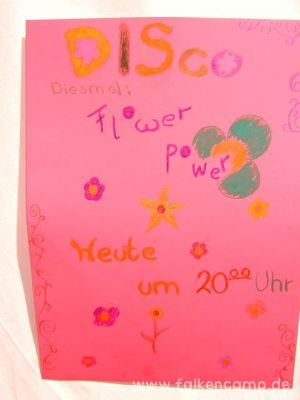 DISCO
Diesmal:
Flower
power
Heute
um 20⁰⁰ Uhr
www.falkencamp.de